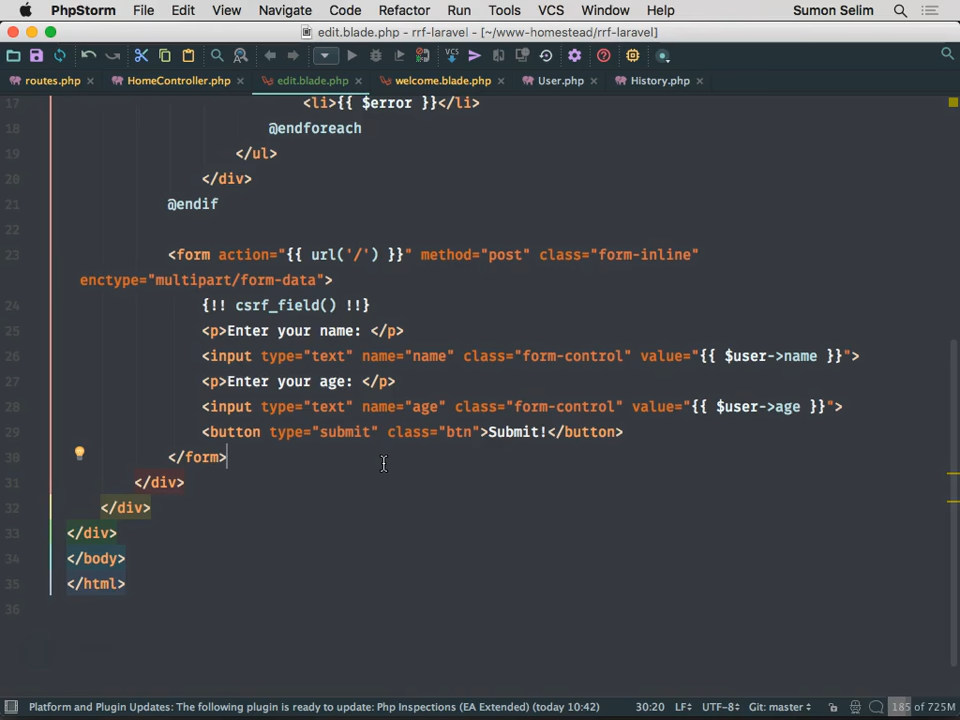 PhpStorm File Edit View Navigate Code Refactor Run Tools VCS Window Help Sumon Selim
edit.blade.php - rrf-laravel - [~/www-homestead/rrf-laravel]
routes.php HomeController.php edit.blade.php welcome.blade.php User.php History.php
17 <li>{{ $error }}</li>
18 @endforeach
19 </ul>
20 </div>
21 @endif
22
23 <form action="{{ url('/') }}" method="post" class="form-inline"
enctype="multipart/form-data">
24 {!! csrf_field() !!}
25 <p>Enter your name: </p>
26 <input type="text" name="name" class="form-control" value="{{ $user->name }}">
27 <p>Enter your age: </p>
28 <input type="text" name="age" class="form-control" value="{{ $user->age }}">
29 <button type="submit" class="btn">Submit!</button>
30 </form>
31 </div>
32 </div>
33 </div>
34 </body>
35 </html>
36
Platform and Plugin Updates: The following plugin is ready to update: Php Inspections (EA Extended) (today 10:42) 30:20 LF UTF-8 Git: master 185 of 725M